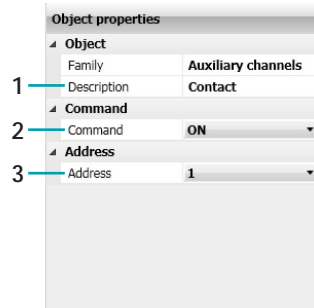 Object properties
Object
Family Auxiliary channels
1 Description Contact
Command
2 Command ON
Address
3 Address 1